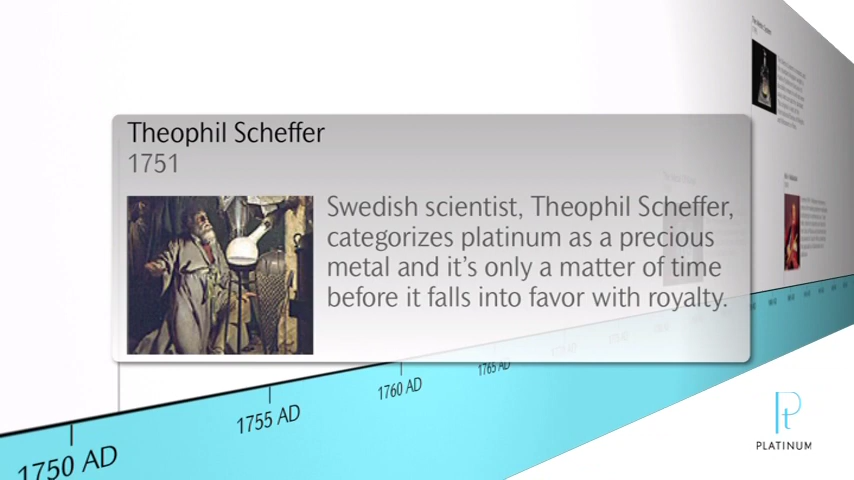 Theophil Scheffer
1751
Swedish scientist, Theophil Scheffer,
categorizes platinum as a precious
metal and it's only a matter of time
before it falls into favor with royalty.
1750 AD
1755 AD
1760 AD
1765 AD
Pt
PLATINUM